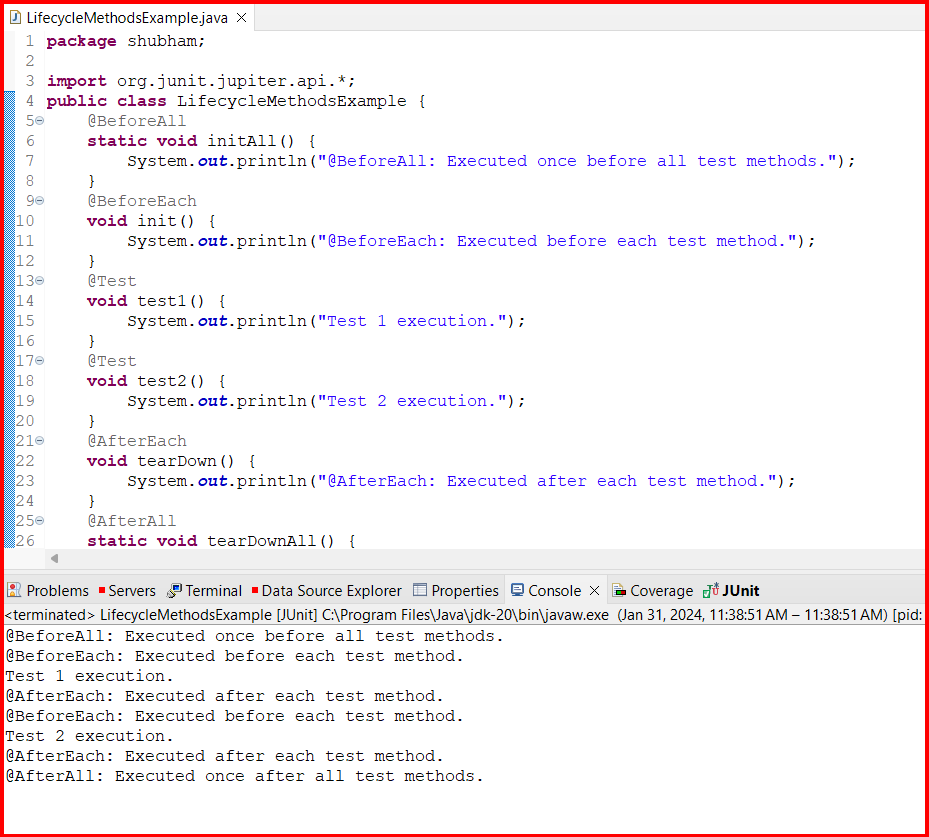 LifecycleMethodsExample.java
1 package shubham;
2
3 import org.junit.jupiter.api.*;
4 public class LifecycleMethodsExample {
5 @BeforeAll
6 static void initAll() {
7 System.out.println("@BeforeAll: Executed once before all test methods.");
8 }
9 @BeforeEach
10 void init() {
11 System.out.println("@BeforeEach: Executed before each test method.");
12 }
13 @Test
14 void test1() {
15 System.out.println("Test 1 execution.");
16 }
17 @Test
18 void test2() {
19 System.out.println("Test 2 execution.");
20 }
21 @AfterEach
22 void tearDown() {
23 System.out.println("@AfterEach: Executed after each test method.");
24 }
25 @AfterAll
26 static void tearDownAll() {
Problems Servers Terminal Data Source Explorer Properties Console Coverage JUnit
<terminated> LifecycleMethodsExample [JUnit] C:\Program Files\Java\jdk-20\bin\javaw.exe (Jan 31, 2024, 11:38:51 AM – 11:38:51 AM) [pid:
@BeforeAll: Executed once before all test methods.
@BeforeEach: Executed before each test method.
Test 1 execution.
@AfterEach: Executed after each test method.
@BeforeEach: Executed before each test method.
Test 2 execution.
@AfterEach: Executed after each test method.
@AfterAll: Executed once after all test methods.